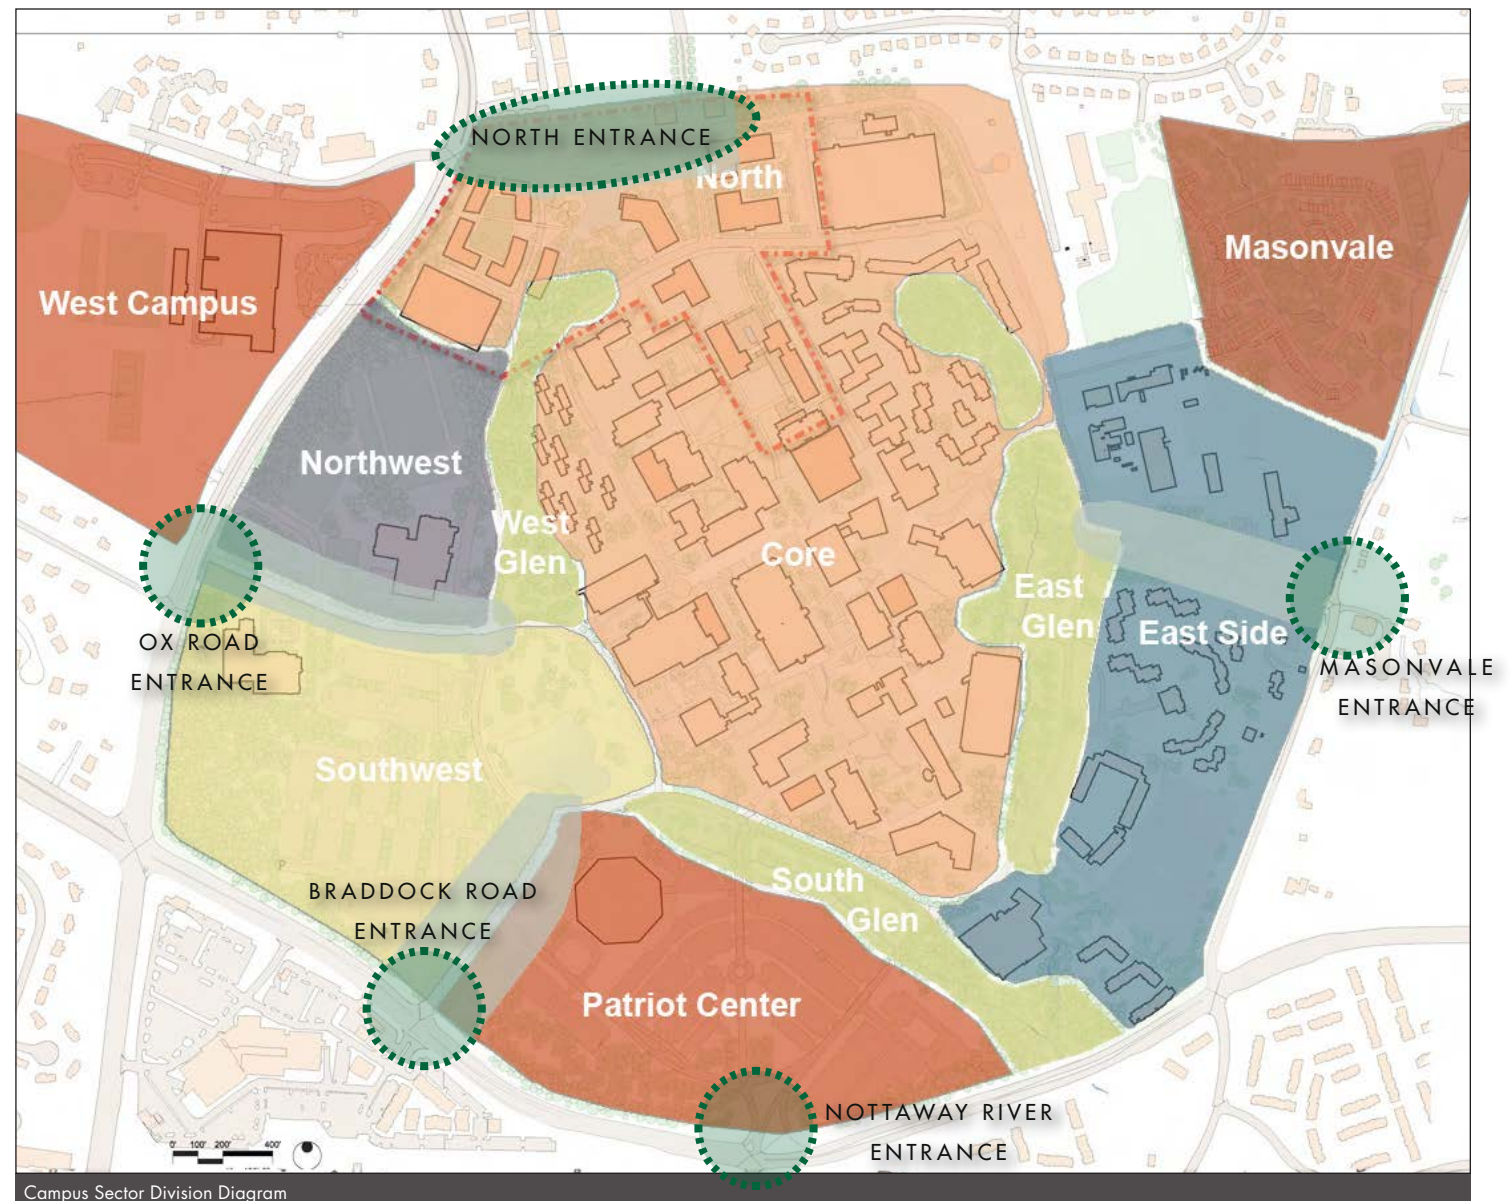 NORTH ENTRANCE
North
Masonvale
West Campus
Northwest
West
Glen
Core
East
Glen
East Side
OX ROAD
ENTRANCE
MASONVALE
ENTRANCE
Southwest
BRADDOCK ROAD
ENTRANCE
South
Glen
Patriot Center
NOTTAWAY RIVER
ENTRANCE
P
0' 100' 200' 400'
Campus Sector Division Diagram